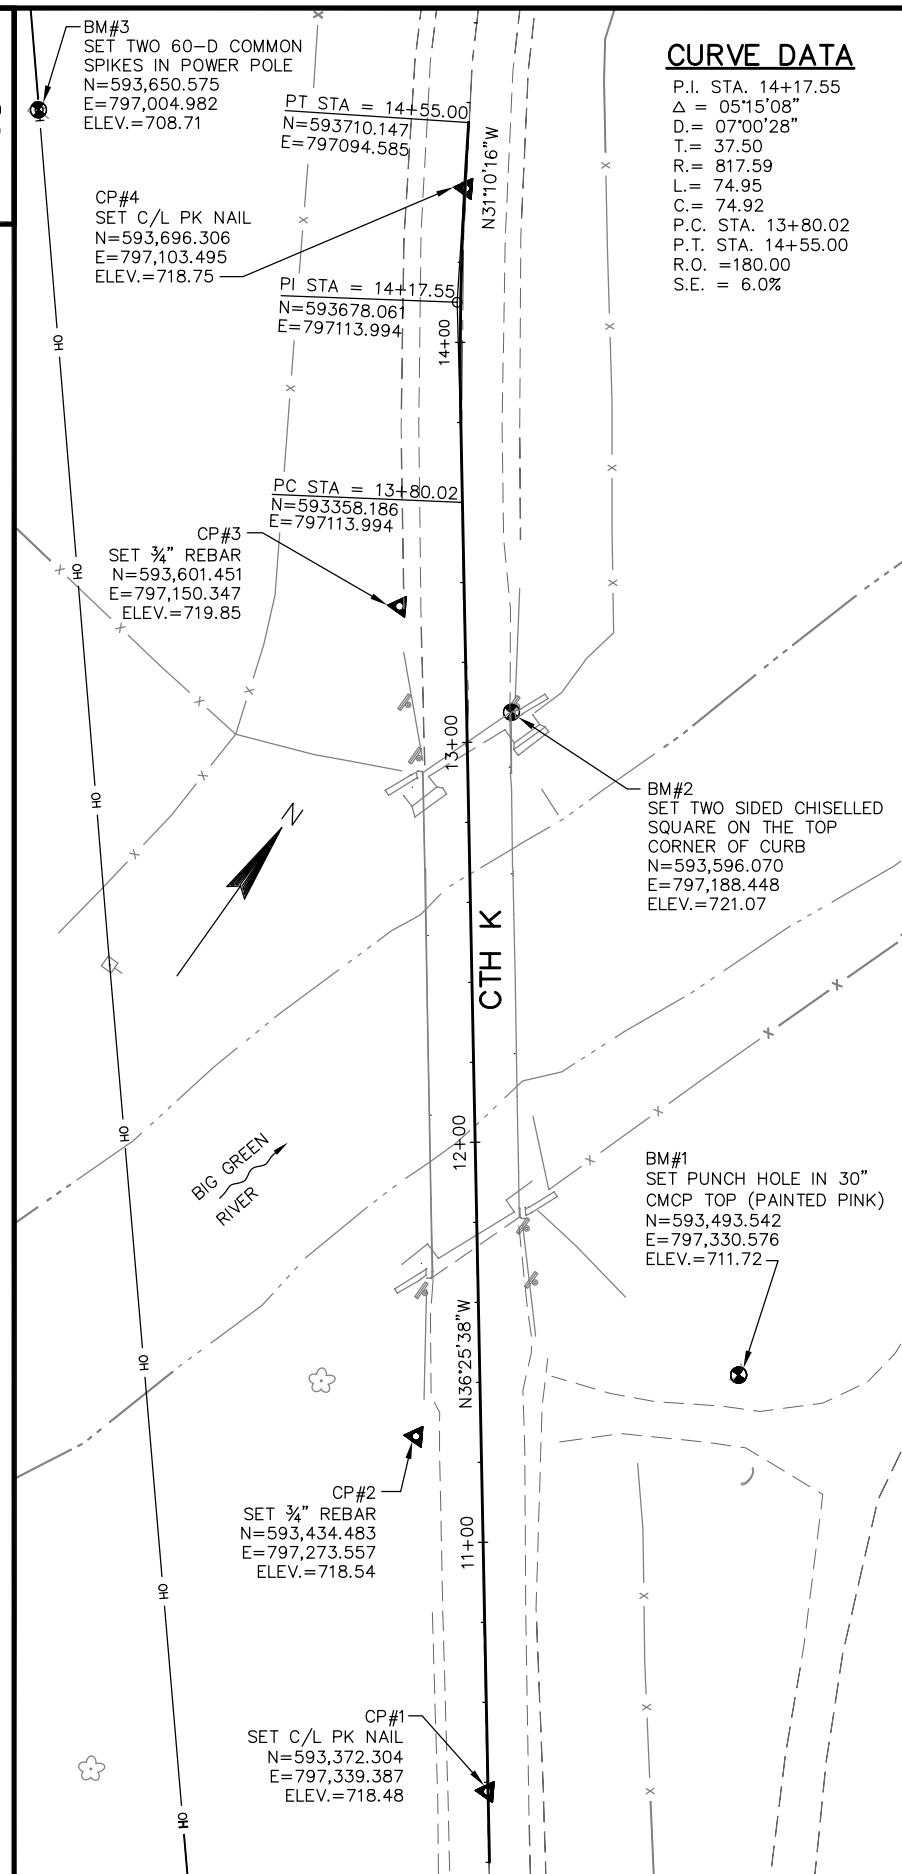 BM#3
SET TWO 60-D COMMON
SPIKES IN POWER POLE
N=593,650.575
E=797,004.982
ELEV.=708.71
CURVE DATA
P.I. STA. 14+17.55
Δ = 05°15'08"
D.= 07°00'28"
T.= 37.50
R.= 817.59
L.= 74.95
C.= 74.92
P.C. STA. 13+80.02
P.T. STA. 14+55.00
R.O. =180.00
S.E. = 6.0%
PT STA = 14+55.00
N=593710.147
E=797094.585
N31°10'16"W
CP#4
SET C/L PK NAIL
N=593,696.306
E=797,103.495
ELEV.=718.75
PI STA = 14+17.55
N=593678.061
E=797113.994
14+00
OH
X
X
X
X
X
X
X
PC STA = 13+80.02
N=593358.186
E=797113.994
CP#3
SET ¾" REBAR
N=593,601.451
E=797,150.347
ELEV.=719.85
OH
X
X
X
X
X
X
13+00
BM#2
SET TWO SIDED CHISELLED
SQUARE ON THE TOP
CORNER OF CURB
N=593,596.070
E=797,188.448
ELEV.=721.07
OH
N
CTH K
X
X
X
X
12+00
OH
BIG GREEN
RIVER
BM#1
SET PUNCH HOLE IN 30"
CMCP TOP (PAINTED PINK)
N=593,493.542
E=797,330.576
ELEV.=711.72
N36°25'38"W
OH
CP#2
SET ¾" REBAR
N=593,434.483
E=797,273.557
ELEV.=718.54
11+00
OH
X
X
X
CP#1
SET C/L PK NAIL
N=593,372.304
E=797,339.387
ELEV.=718.48
OH